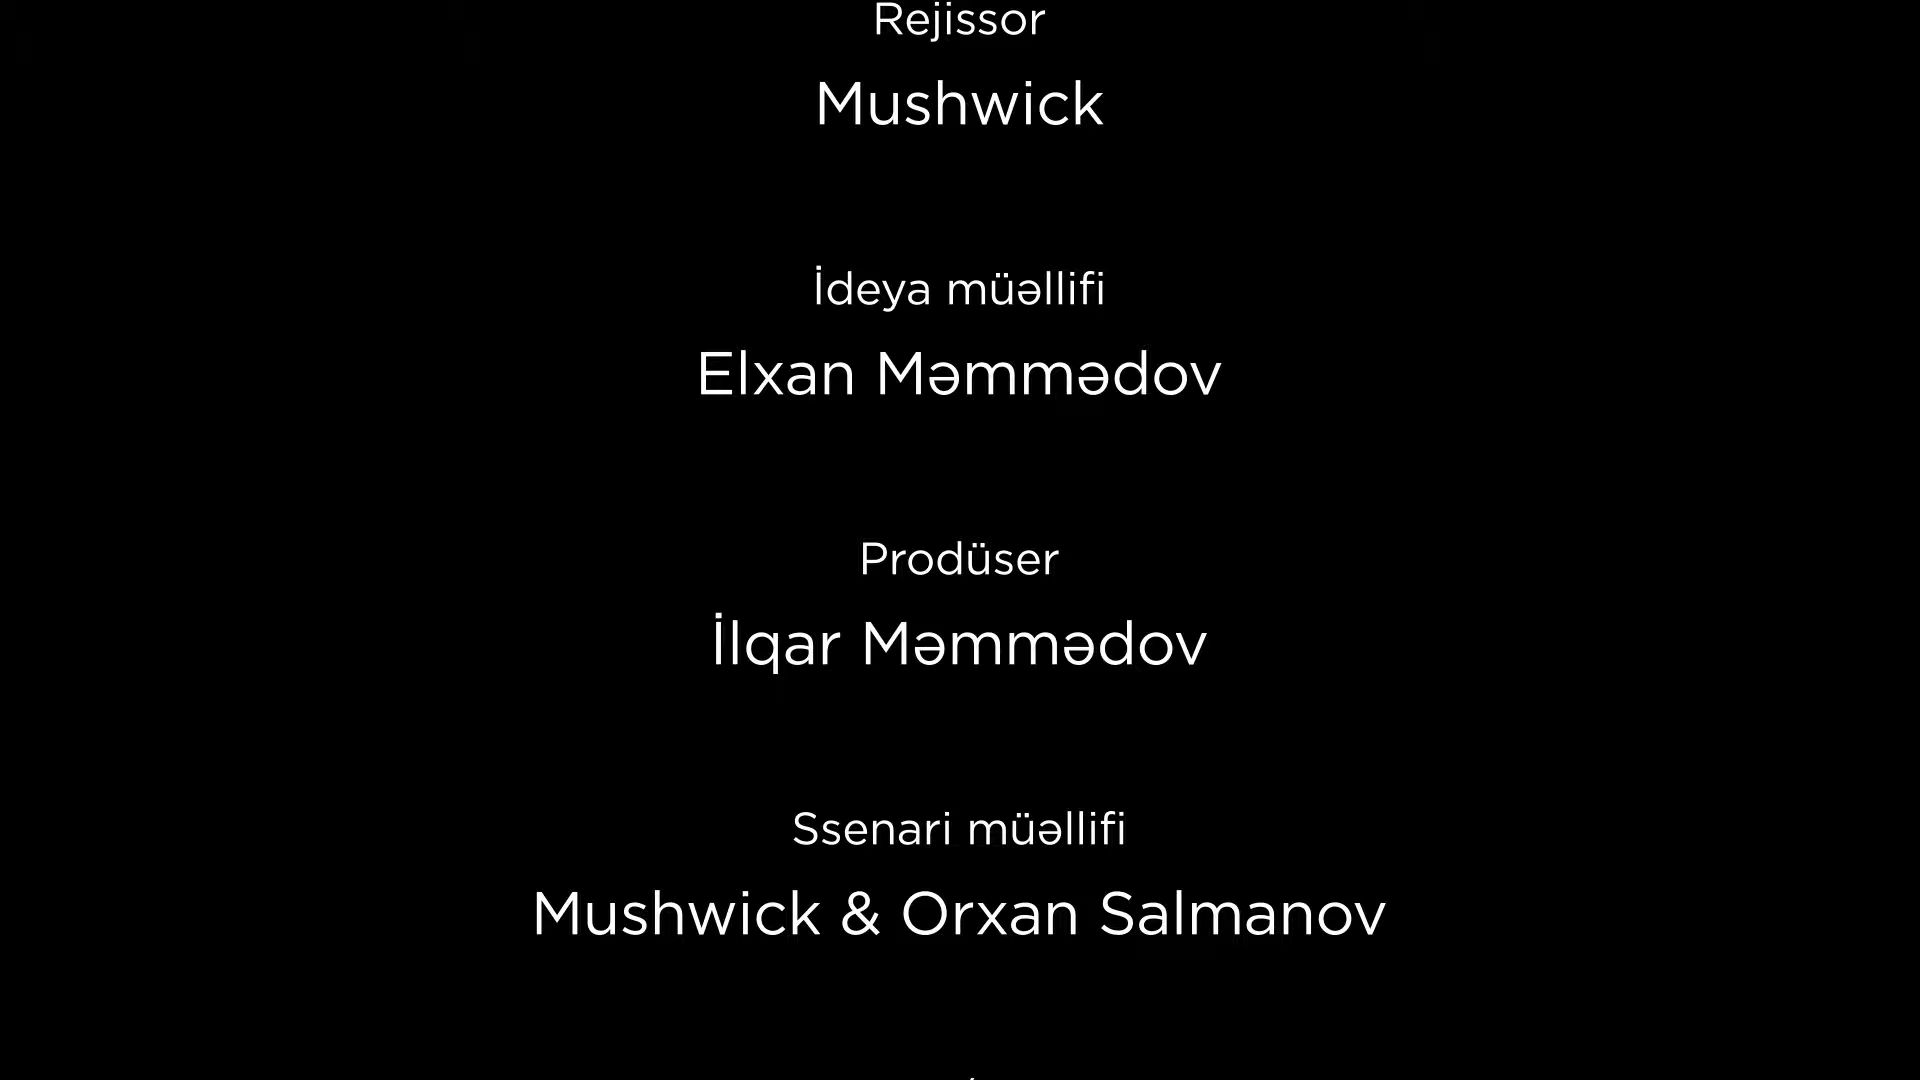 Rejissor
Mushwick
İdeya müəllifi
Elxan Məmmədov
Prodüser
İlqar Məmmədov
Ssenari müəllifi
Mushwick & Orxan Salmanov